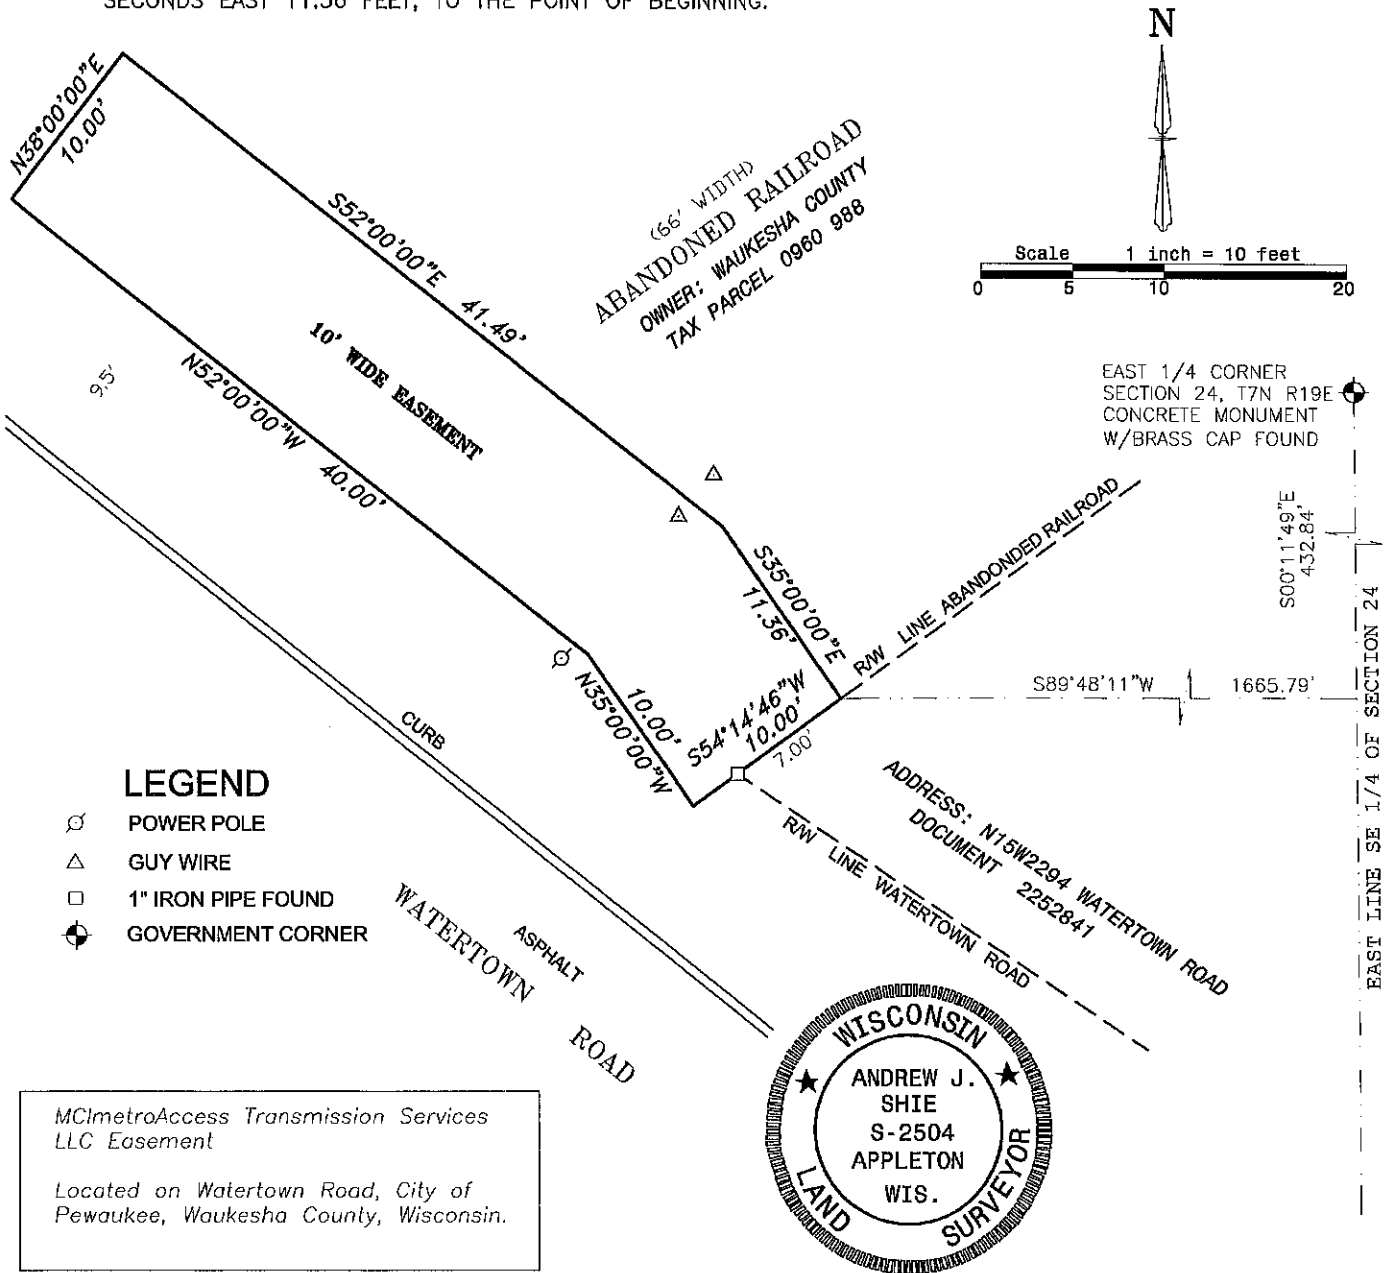 SECONDS EAST 11.36 FEET, TO THE POINT OF BEGINNING.
N
Scale 1 inch = 10 feet
0 5 10 20
N38°00'00"E
10.00'
S52°00'00"E 41.49'
(66' WIDTH)
ABANDONED RAILROAD
OWNER: WAUKESHA COUNTY
TAX PARCEL 0960 988
10' WIDE EASEMENT
N52°00'00"W 40.00'
9.5'
EAST 1/4 CORNER
SECTION 24, T7N R19E
CONCRETE MONUMENT
W/BRASS CAP FOUND
S00°11'49"E
432.84'
S35°00'00"E
11.36'
R/W LINE ABANDONDED RAILROAD
S89°48'11"W 1665.79'
EAST LINE SE 1/4 OF SECTION 24
10.00'
N35°00'00"W
S54°14'46"W
10.00'
7.00'
CURB
ADDRESS: N15W2294 WATERTOWN ROAD
DOCUMENT 2252841
R/W LINE WATERTOWN ROAD
LEGEND
POWER POLE
GUY WIRE
1" IRON PIPE FOUND
GOVERNMENT CORNER
WATERTOWN ROAD
ASPHALT
WISCONSIN
ANDREW J.
SHIE
S-2504
APPLETON
WIS.
LAND SURVEYOR
MCImetroAccess Transmission Services
LLC Easement
Located on Watertown Road, City of
Pewaukee, Waukesha County, Wisconsin.